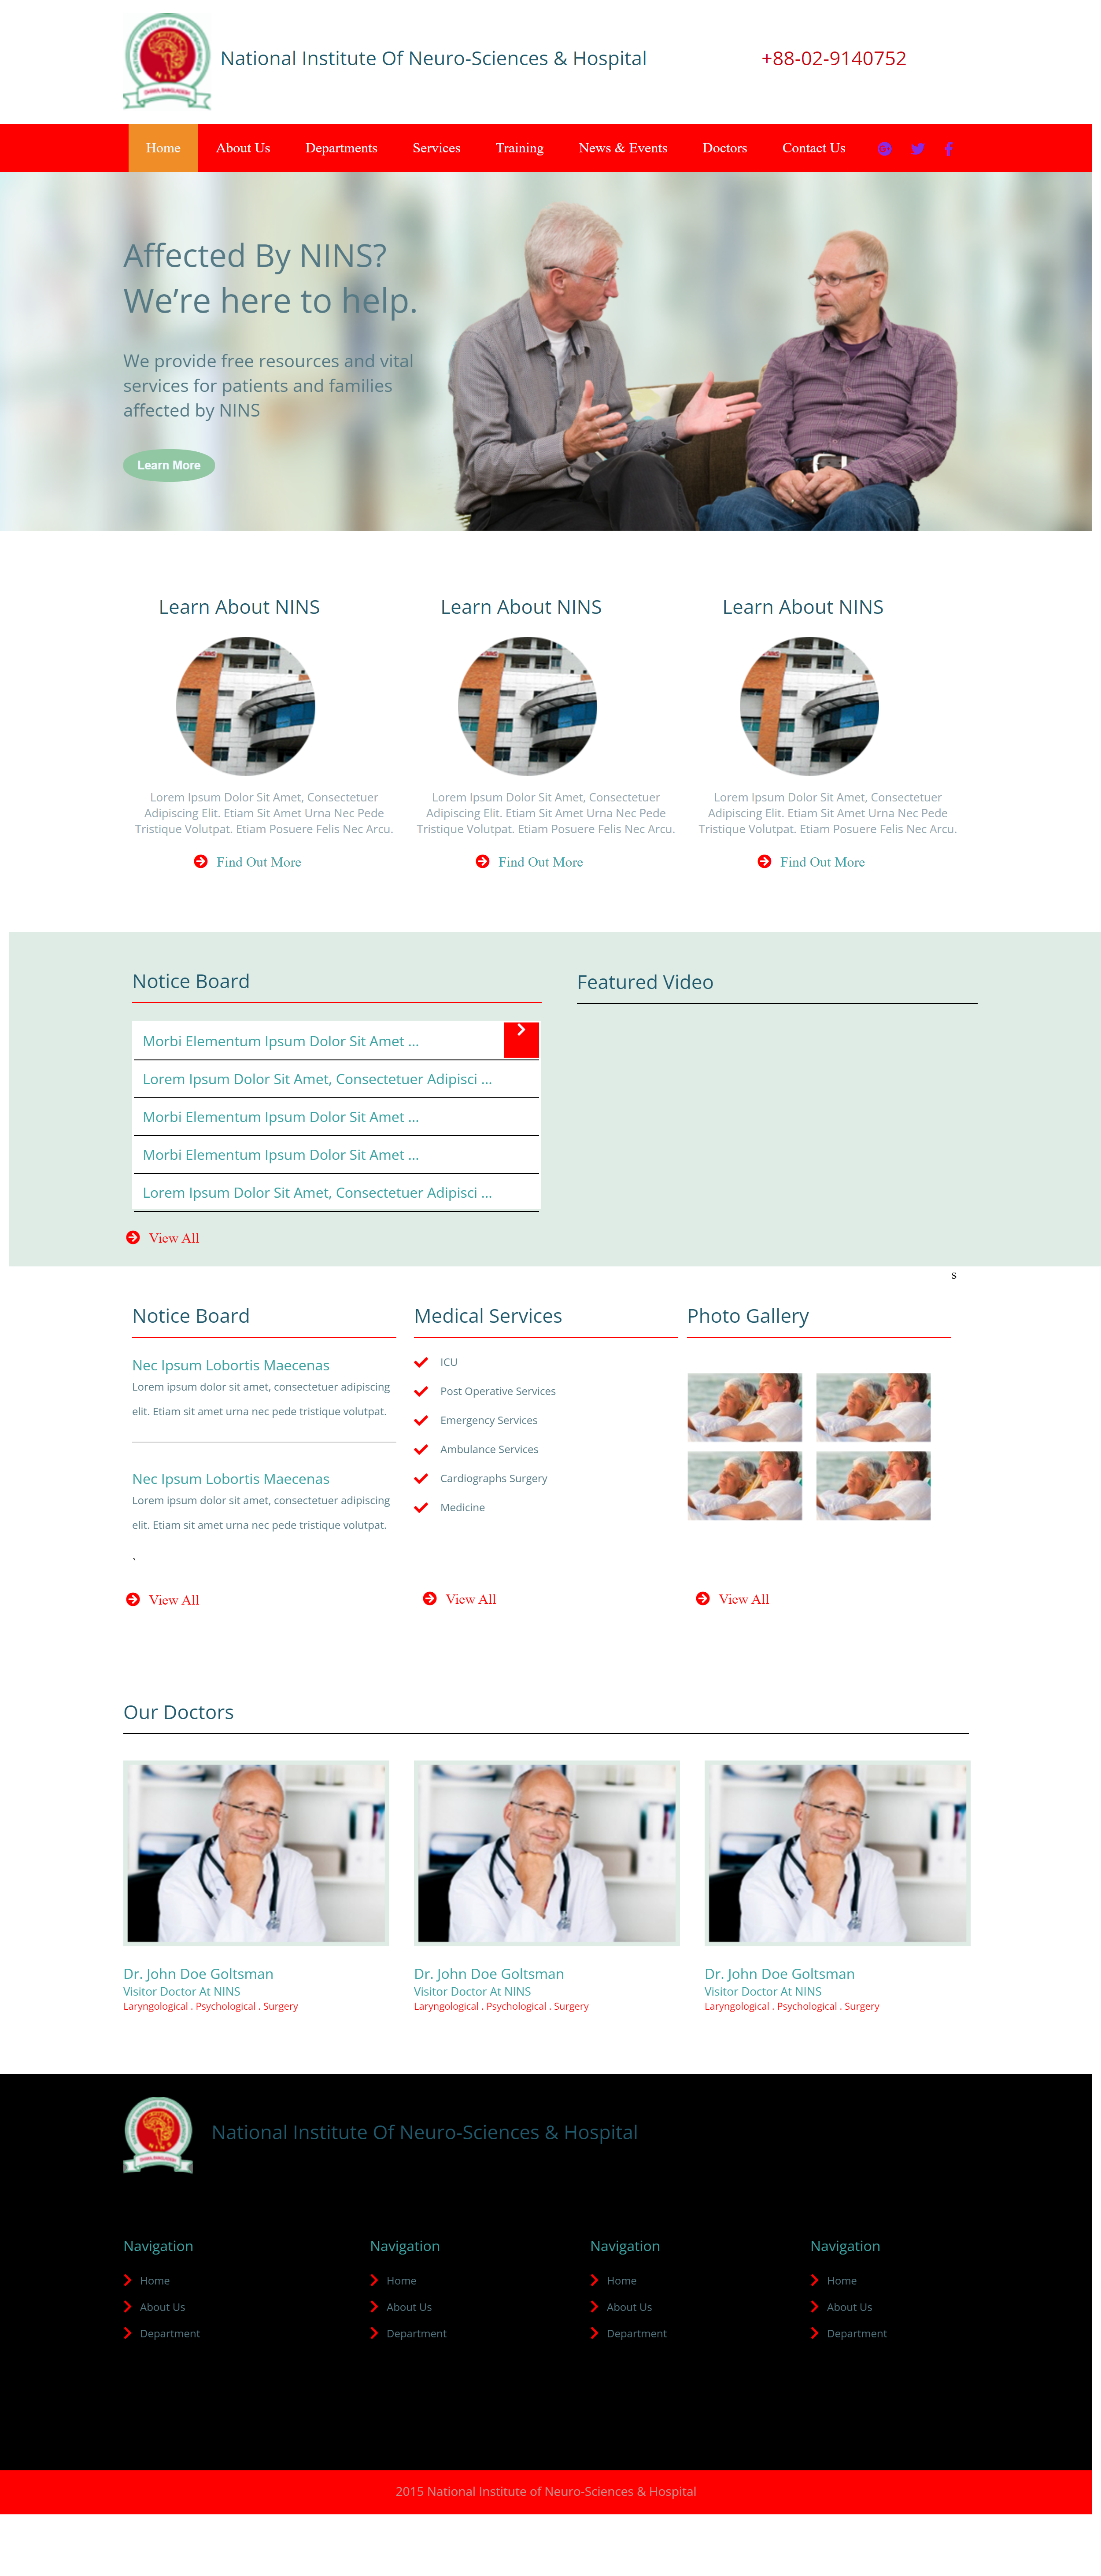 National Institute Of Neuro-Sciences & Hospital
+88-02-9140752
Home About Us Departments Services Training News & Events Doctors Contact Us
Affected By NINS?
We're here to help.
We provide free resources and vital
services for patients and families
affected by NINS
Learn More
Learn About NINS
Lorem Ipsum Dolor Sit Amet, Consectetuer
Adipiscing Elit. Etiam Sit Amet Urna Nec Pede
Tristique Volutpat. Etiam Posuere Felis Nec Arcu.
Find Out More
Learn About NINS
Lorem Ipsum Dolor Sit Amet, Consectetuer
Adipiscing Elit. Etiam Sit Amet Urna Nec Pede
Tristique Volutpat. Etiam Posuere Felis Nec Arcu.
Find Out More
Learn About NINS
Lorem Ipsum Dolor Sit Amet, Consectetuer
Adipiscing Elit. Etiam Sit Amet Urna Nec Pede
Tristique Volutpat. Etiam Posuere Felis Nec Arcu.
Find Out More
Notice Board
Morbi Elementum Ipsum Dolor Sit Amet ...
Lorem Ipsum Dolor Sit Amet, Consectetuer Adipisci ...
Morbi Elementum Ipsum Dolor Sit Amet ...
Morbi Elementum Ipsum Dolor Sit Amet ...
Lorem Ipsum Dolor Sit Amet, Consectetuer Adipisci ...
View All
Featured Video
s
Notice Board
Nec Ipsum Lobortis Maecenas
Lorem ipsum dolor sit amet, consectetuer adipiscing
elit. Etiam sit amet urna nec pede tristique volutpat.
Nec Ipsum Lobortis Maecenas
Lorem ipsum dolor sit amet, consectetuer adipiscing
elit. Etiam sit amet urna nec pede tristique volutpat.
`
View All
Medical Services
ICU
Post Operative Services
Emergency Services
Ambulance Services
Cardiographs Surgery
Medicine
View All
Photo Gallery
View All
Our Doctors
Dr. John Doe Goltsman
Visitor Doctor At NINS
Laryngological . Psychological . Surgery
Dr. John Doe Goltsman
Visitor Doctor At NINS
Laryngological . Psychological . Surgery
Dr. John Doe Goltsman
Visitor Doctor At NINS
Laryngological . Psychological . Surgery
National Institute Of Neuro-Sciences & Hospital
Navigation
Home
About Us
Department
Navigation
Home
About Us
Department
Navigation
Home
About Us
Department
Navigation
Home
About Us
Department
2015 National Institute of Neuro-Sciences & Hospital